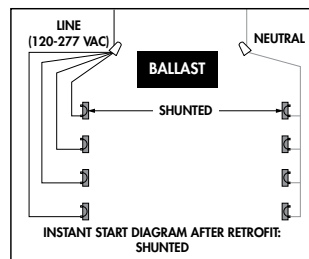 LINE
(120-277 VAC)
NEUTRAL
BALLAST
SHUNTED
INSTANT START DIAGRAM AFTER RETROFIT:
SHUNTED